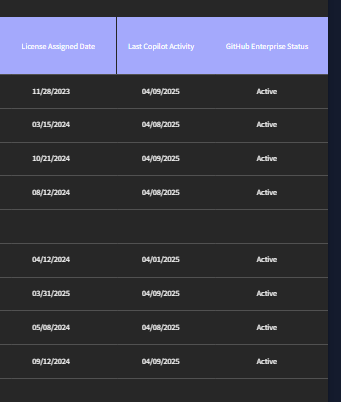 License Assigned Date Last Copilot Activity GitHub Enterprise Status
11/28/2023 04/09/2025 Active
03/15/2024 04/08/2025 Active
10/21/2024 04/09/2025 Active
08/12/2024 04/08/2025 Active
04/12/2024 04/01/2025 Active
03/31/2025 04/09/2025 Active
05/08/2024 04/08/2025 Active
09/12/2024 04/09/2025 Active